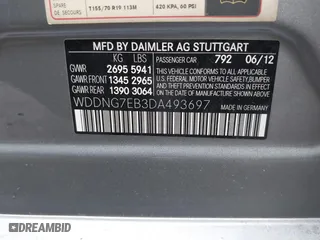 DE SECOURS
T155/70 R19 113M
420 KPA, 60 PSI
MFD. BY DAIMLER AG STUTTGART
KG LBS PASSENGER CAR 792 06/12
GVWR 2695 5941
GAWR FRONT 1345 2965
GAWR REAR 1390 3064
THIS VEHICLE CONFORMS TO ALL APPLICABLE U.S. FEDERAL MOTOR VEHICLE SAFETY, BUMPER, AND THEFT PREVENTION STANDARDS IN EFFECT ON THE DATE OF MANUFACTURE SHOWN ABOVE.
WDDNG7EB3DA493697
DREAMBID